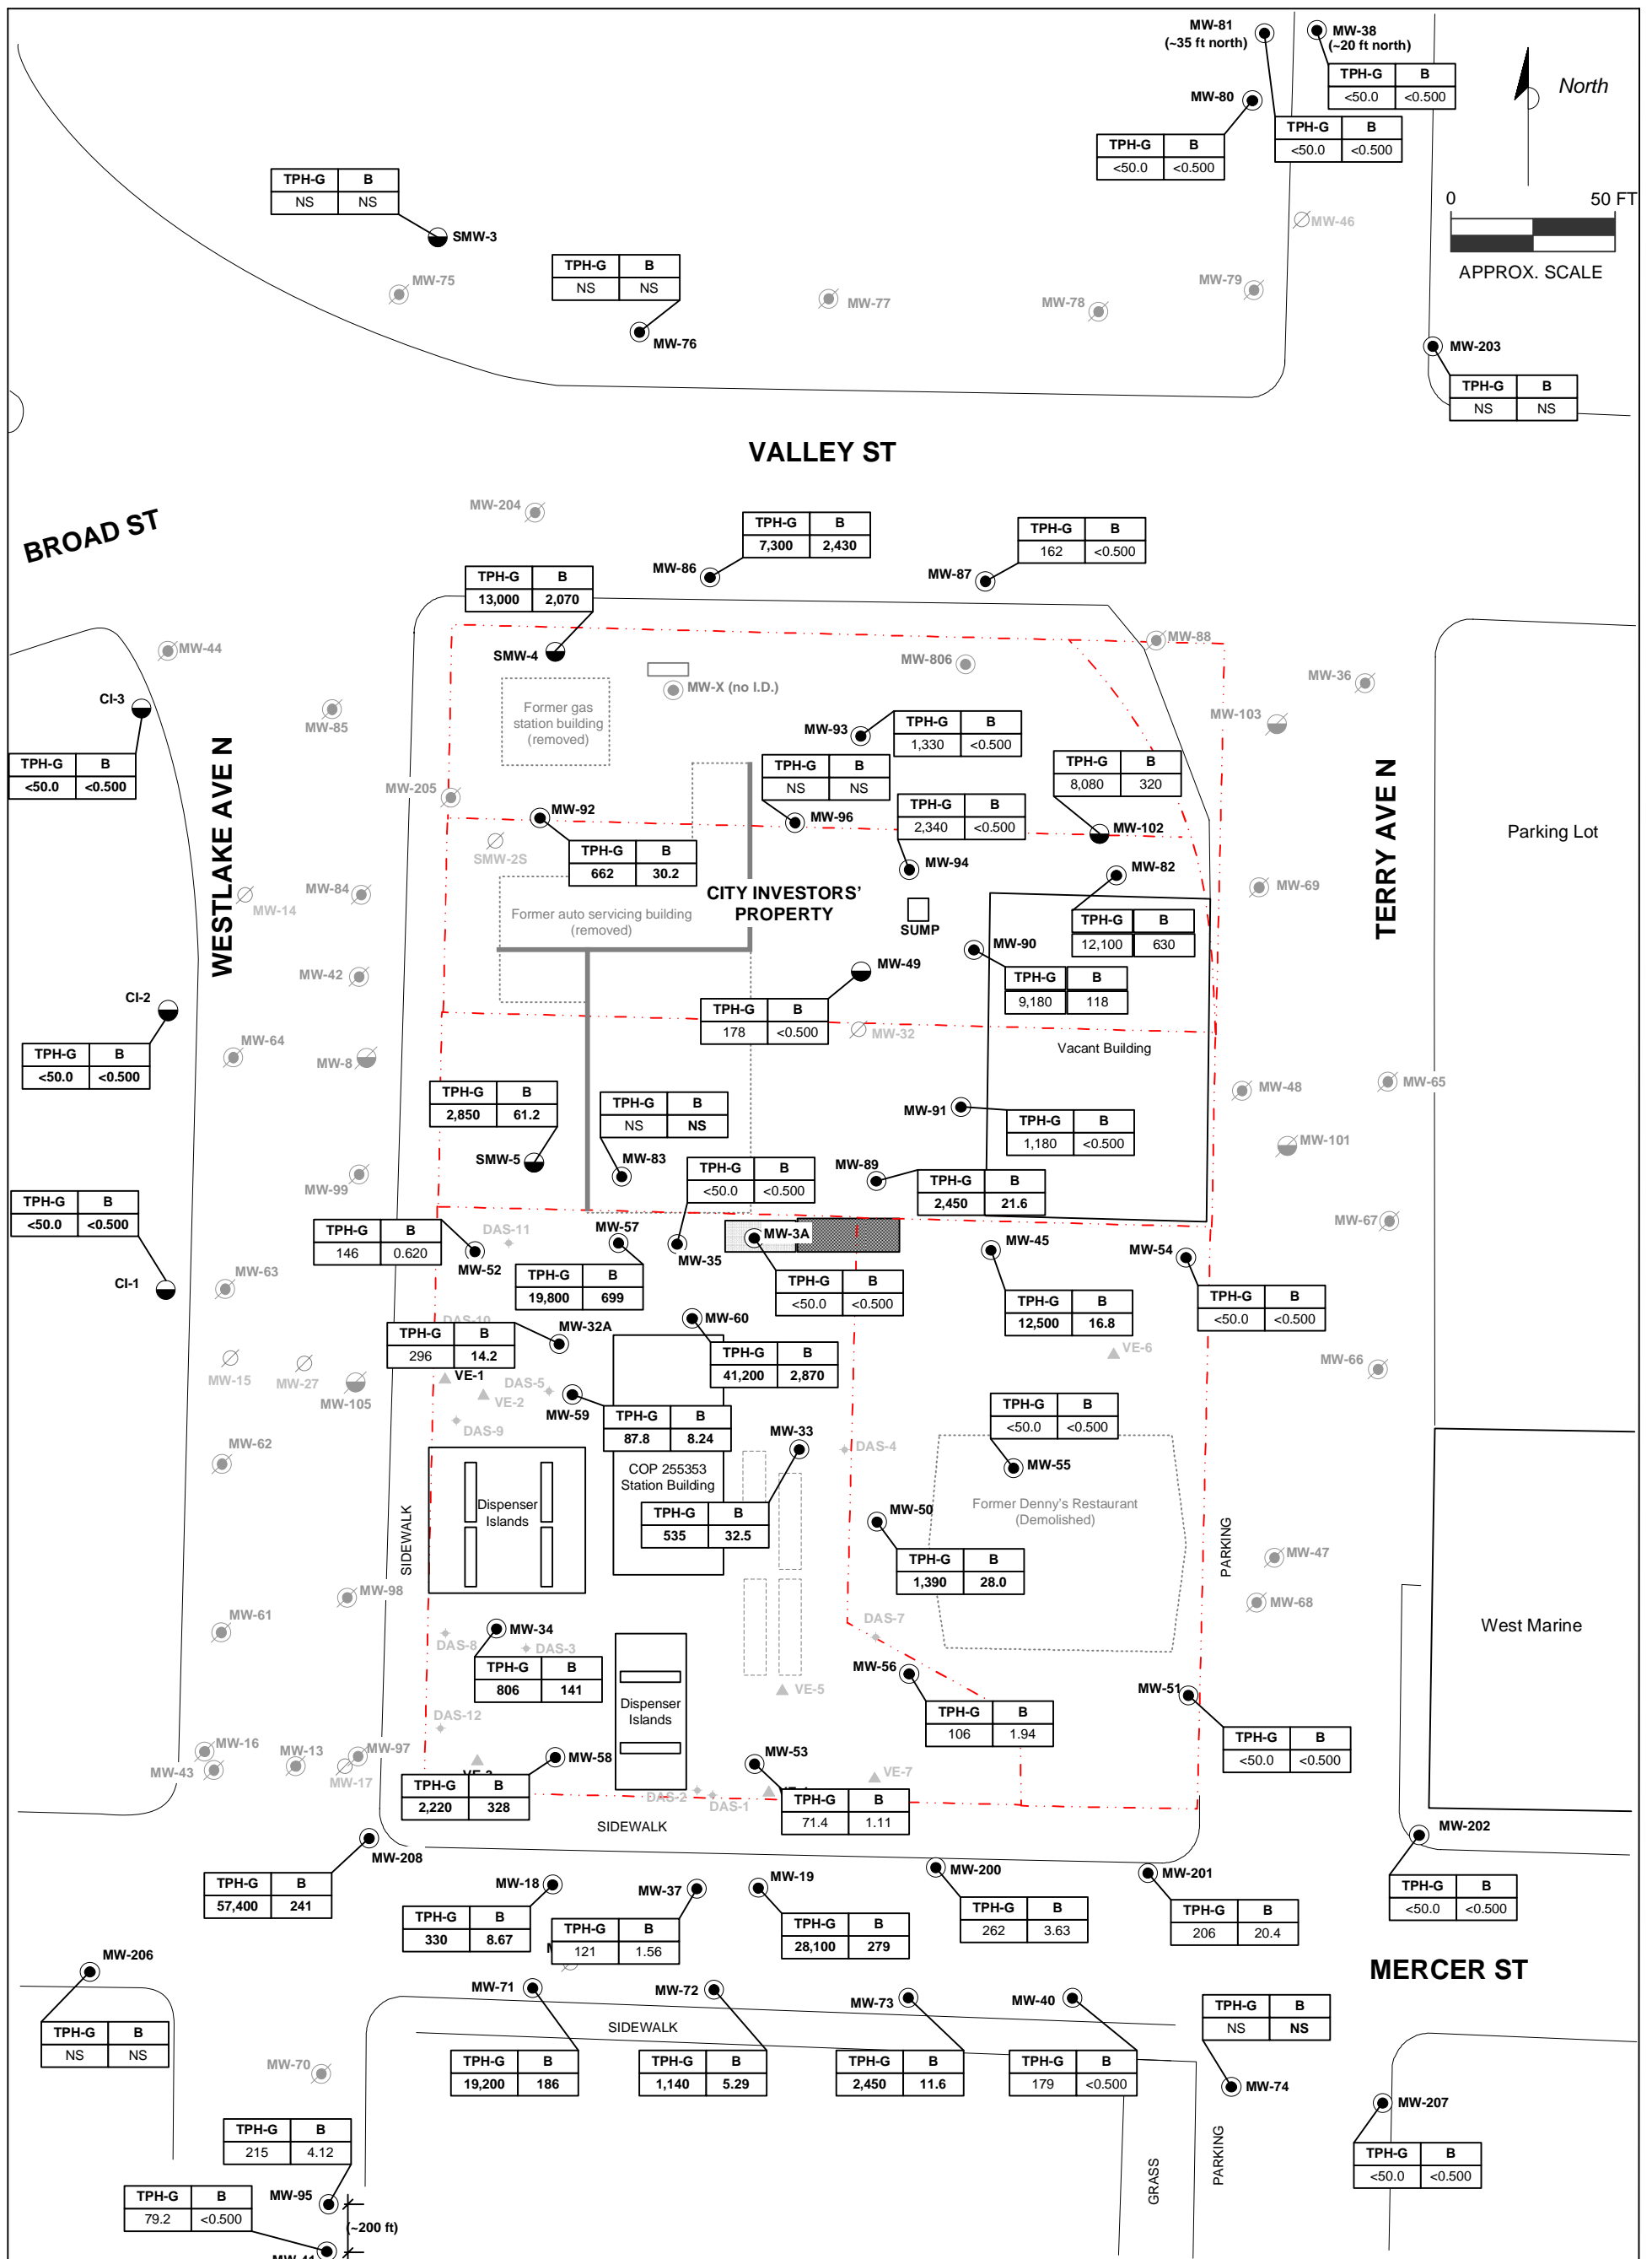 MW-81
(~35 ft north)
MW-38
(~20 ft north)
TPH-G B
<50.0 <0.500
North
MW-80
TPH-G B
<50.0 <0.500
TPH-G B
<50.0 <0.500
TPH-G B
NS NS
SMW-3
0 50 FT
APPROX. SCALE
MW-46
TPH-G B
NS NS
MW-75
MW-76
MW-77
MW-78
MW-79
MW-203
TPH-G B
NS NS
VALLEY ST
BROAD ST
MW-204
TPH-G B
7,300 2,430
MW-86
TPH-G B
162 <0.500
MW-87
TPH-G B
13,000 2,070
SMW-4
MW-44
MW-88
MW-806
MW-36
MW-X (no I.D.)
CI-3
TPH-G B
<50.0 <0.500
MW-85
Former gas
station building
(removed)
MW-93
TPH-G B
1,330 <0.500
MW-103
WESTLAKE AVE N
TERRY AVE N
TPH-G B
NS NS
MW-96
TPH-G B
8,080 320
MW-102
MW-205
MW-92
TPH-G B
662 30.2
SMW-2S
TPH-G B
2,340 <0.500
MW-94
Parking Lot
MW-82
TPH-G B
12,100 630
MW-84
MW-14
MW-69
CITY INVESTORS'
PROPERTY
Former auto servicing building
(removed)
SUMP
MW-90
TPH-G B
9,180 118
MW-42
MW-49
TPH-G B
178 <0.500
MW-32
CI-2
TPH-G B
<50.0 <0.500
MW-64
MW-8
Vacant Building
MW-65
MW-48
TPH-G B
2,850 61.2
SMW-5
TPH-G B
NS NS
MW-83
MW-91
TPH-G B
1,180 <0.500
MW-101
MW-99
TPH-G B
<50.0 <0.500
MW-35
MW-89
TPH-G B
2,450 21.6
TPH-G B
<50.0 <0.500
CI-1
MW-67
TPH-G B
146 0.620
MW-52
DAS-11
MW-57
TPH-G B
19,800 699
MW-3A
TPH-G B
<50.0 <0.500
MW-45
TPH-G B
12,500 16.8
MW-54
TPH-G B
<50.0 <0.500
MW-63
DAS-10
TPH-G B
296 14.2
MW-32A
MW-60
TPH-G B
41,200 2,870
VE-6
MW-66
MW-15
MW-27
MW-105
VE-1
VE-2
DAS-5
DAS-9
MW-59
TPH-G B
87.8 8.24
MW-33
TPH-G B
535 32.5
DAS-4
TPH-G B
<50.0 <0.500
MW-55
MW-62
COP 255353
Station Building
Dispenser
Islands
SIDEWALK
MW-50
TPH-G B
1,390 28.0
Former Denny's Restaurant
(Demolished)
PARKING
MW-47
MW-68
MW-98
MW-61
West Marine
MW-34
TPH-G B
806 141
DAS-8
DAS-3
DAS-7
Dispenser
Islands
MW-56
TPH-G B
106 1.94
VE-5
MW-51
TPH-G B
<50.0 <0.500
DAS-12
MW-16
MW-43
MW-13
MW-97
MW-17
MW-58
TPH-G B
2,220 328
MW-53
TPH-G B
71.4 1.11
VE-7
DAS-2
DAS-1
SIDEWALK
MW-208
TPH-G B
57,400 241
MW-202
TPH-G B
<50.0 <0.500
MW-18
TPH-G B
330 8.67
MW-37
TPH-G B
121 1.56
MW-19
TPH-G B
28,100 279
MW-200
TPH-G B
262 3.63
MW-201
TPH-G B
206 20.4
MERCER ST
MW-206
TPH-G B
NS NS
MW-71
TPH-G B
19,200 186
MW-72
TPH-G B
1,140 5.29
MW-73
TPH-G B
2,450 11.6
MW-40
TPH-G B
179 <0.500
SIDEWALK
TPH-G B
NS NS
MW-74
MW-70
MW-207
TPH-G B
<50.0 <0.500
TPH-G B
215 4.12
MW-95
TPH-G B
79.2 <0.500
(~200 ft)
MW-41
GRASS
PARKING